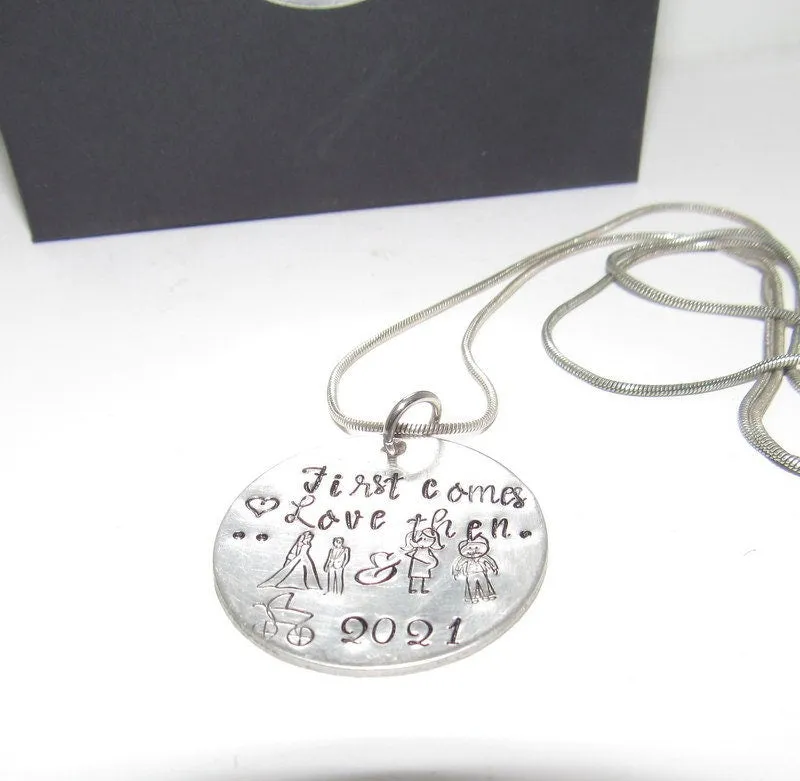 First comes
Love then.
..
&
2021